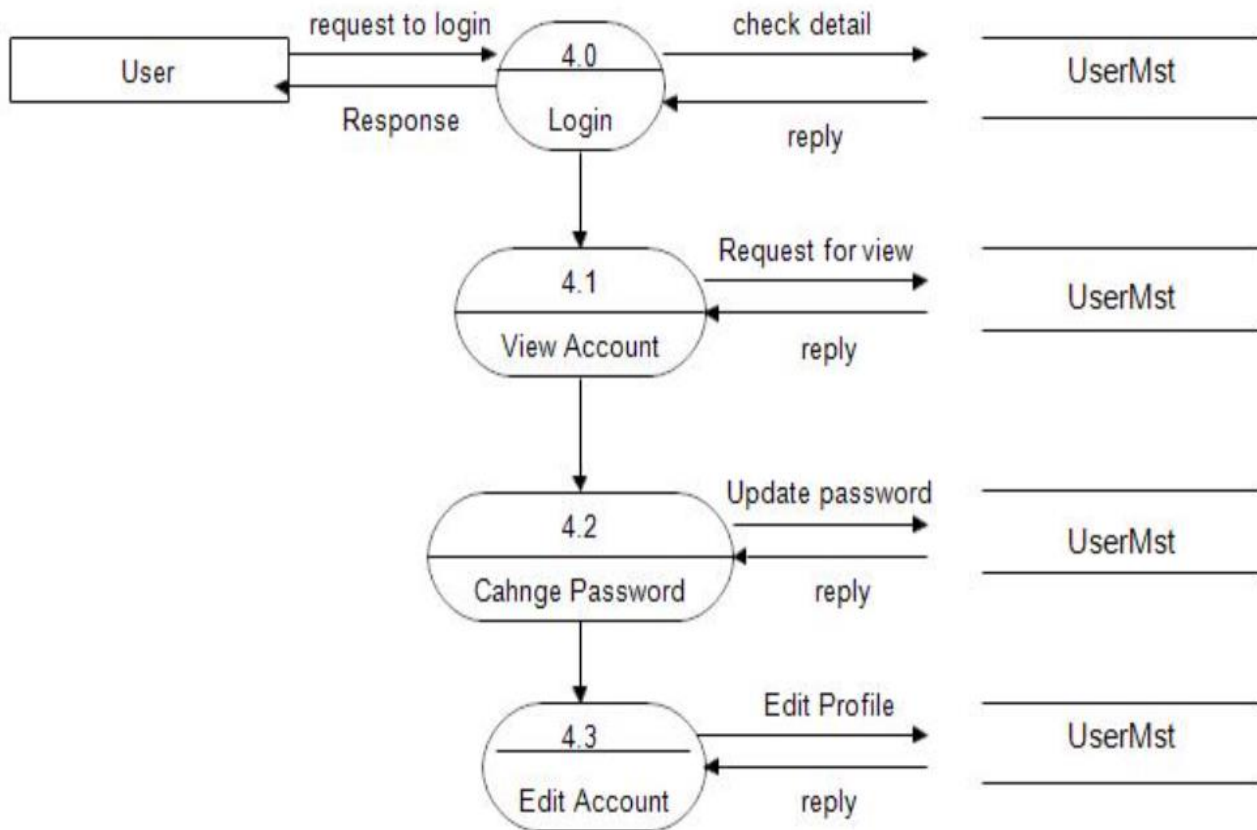 request to login
check detail
User
4.0
UserMst
Response
Login
reply
Request for view
4.1
UserMst
View Account
reply
Update password
4.2
UserMst
Cahnge Password
reply
Edit Profile
4.3
UserMst
Edit Account
reply